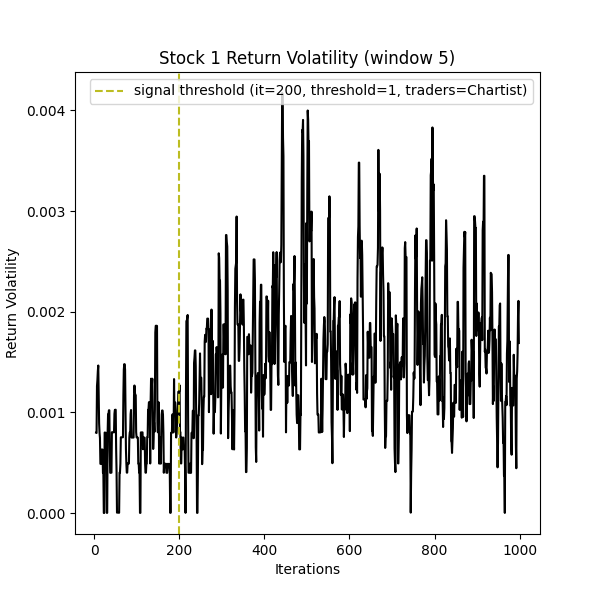 Stock 1 Return Volatility (window 5)
signal threshold (it=200, threshold=1, traders=Chartist)
Return Volatility
0.004
0.003
0.002
0.001
0.000
0 200 400 600 800 1000
Iterations